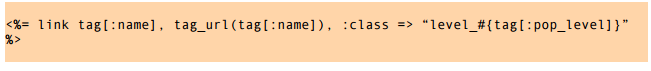 <%= link tag[:name], tag_url(tag[:name]), :class => “level_#{tag[:pop_level]}”
%>